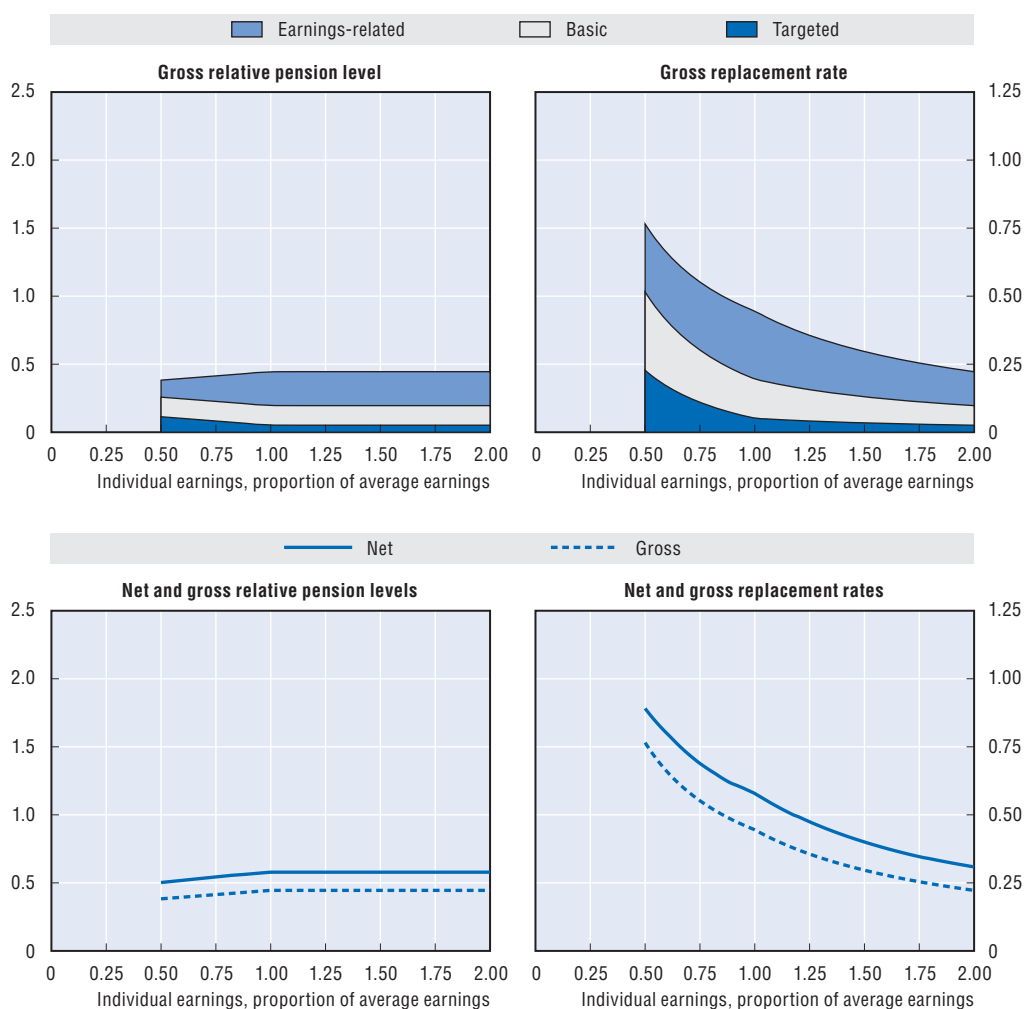 Earnings-related Basic Targeted
Gross relative pension level
2.5
2.0
1.5
1.0
0.5
0
0 0.25 0.50 0.75 1.00 1.25 1.50 1.75 2.00
Individual earnings, proportion of average earnings
Gross replacement rate
1.25
1.00
0.75
0.50
0.25
0
0 0.25 0.50 0.75 1.00 1.25 1.50 1.75 2.00
Individual earnings, proportion of average earnings
Net Gross
Net and gross relative pension levels
2.5
2.0
1.5
1.0
0.5
0
0 0.25 0.50 0.75 1.00 1.25 1.50 1.75 2.00
Individual earnings, proportion of average earnings
Net and gross replacement rates
1.25
1.00
0.75
0.50
0.25
0
0 0.25 0.50 0.75 1.00 1.25 1.50 1.75 2.00
Individual earnings, proportion of average earnings